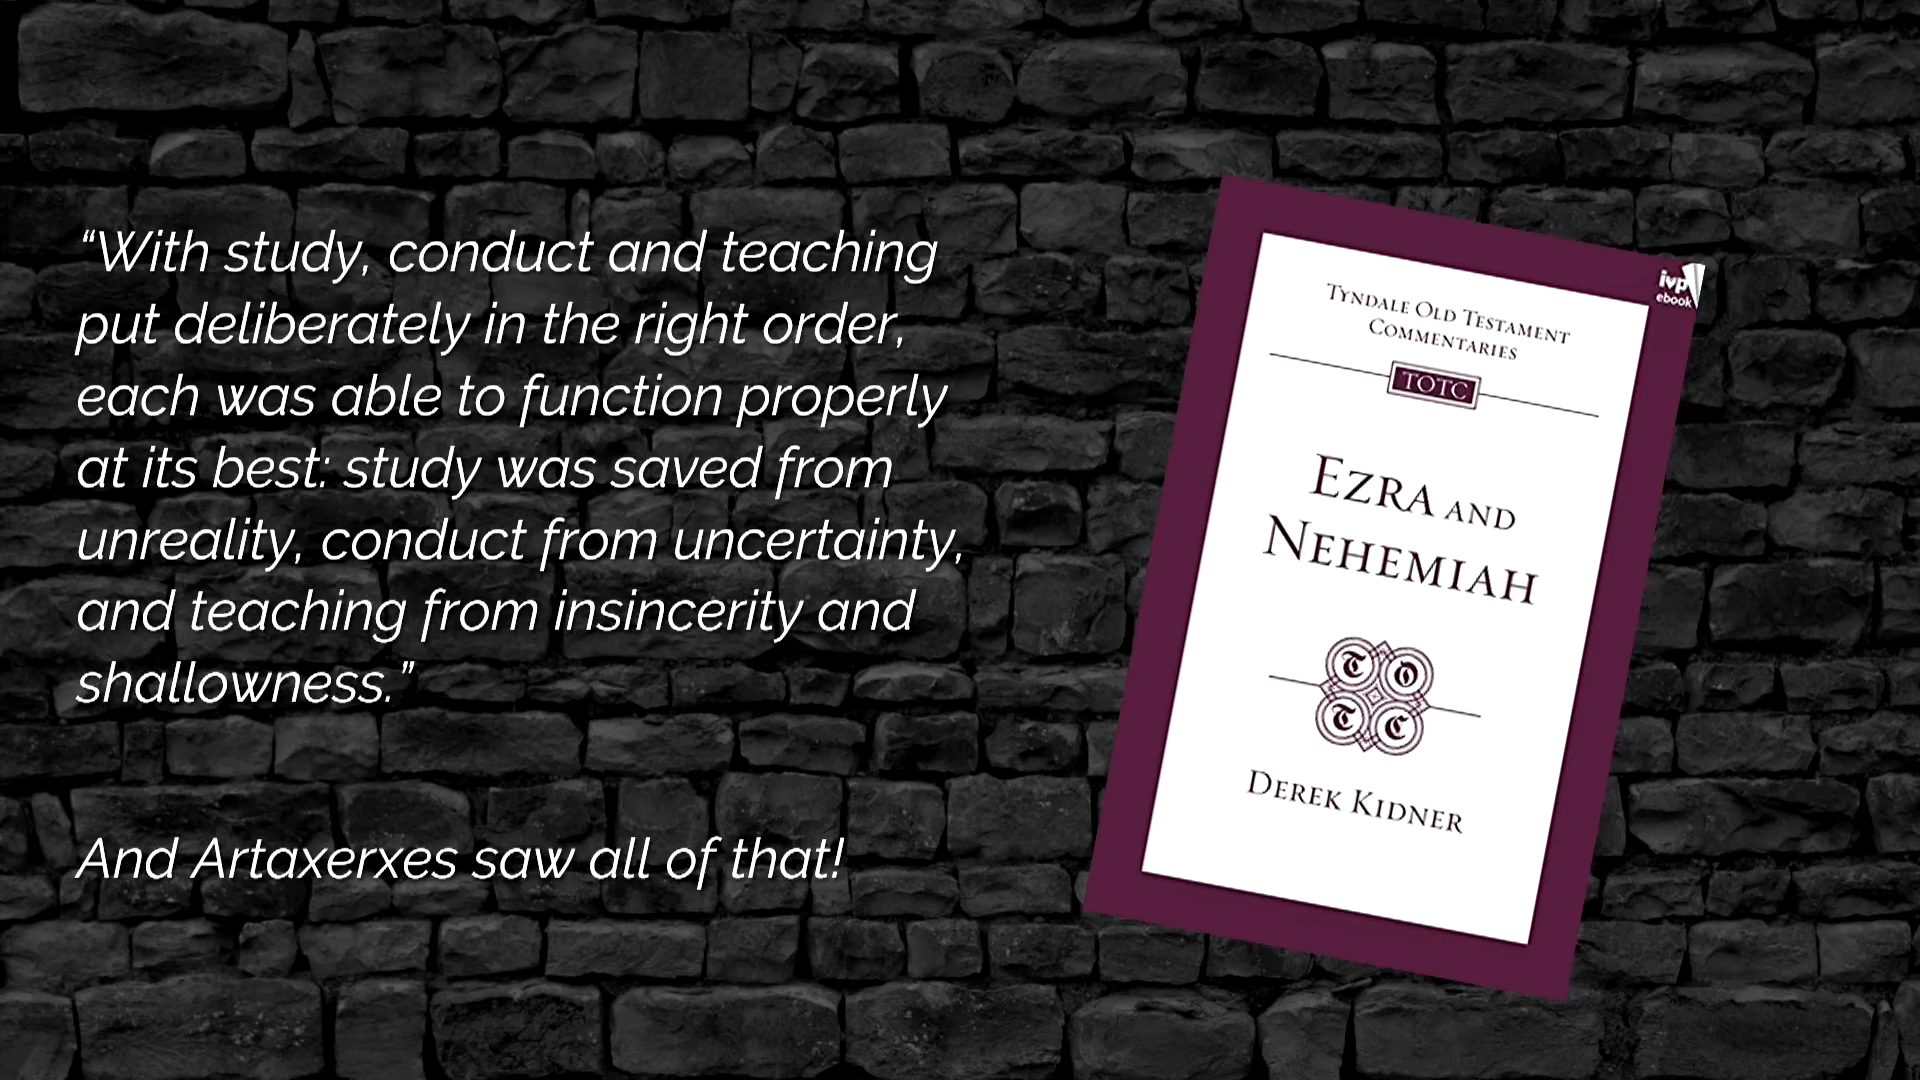 “With study, conduct and teaching
put deliberately in the right order,
each was able to function properly
at its best: study was saved from
unreality, conduct from uncertainty,
and teaching from insincerity and
shallowness.”
And Artaxerxes saw all of that!
ivp
ebook
Tyndale Old Testament
Commentaries
TOTC
Ezra and
Nehemiah
T O
T C
Derek Kidner